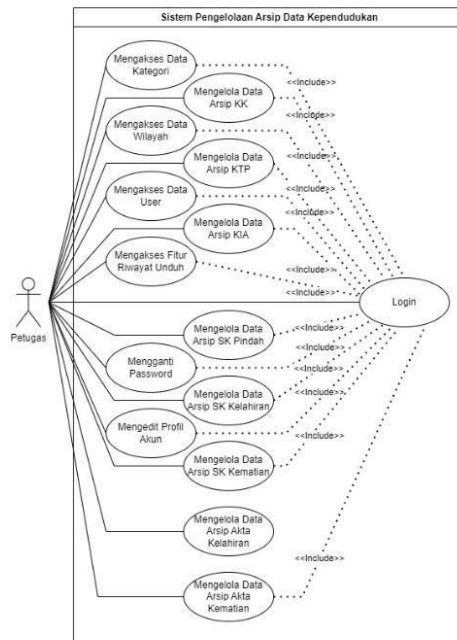 Sistem Pengelolaan Arsip Data Kependudukan
Mengakses Data
Kategori
<<Include>>
Mengelola Data
Arsip KK
<<Include>>
Mengakses Data
Wilayah
<<Include>>
Mengelola Data
Arsip KTP
<<Include>>
Mengakses Data
User
<<Include>>
Mengelola Data
Arsip KIA
<<Include>>
Mengakses Fitur
Riwayat Unduh
<<Include>>
<<Include>>
Login
Petugas
Mengelola Data
Arsip SK Pindah
<<Include>>
Mengganti
Password
<<Include>>
Mengelola Data
Arsip SK Kelahiran
<<Include>>
Mengedit Profil
Akun
<<Include>>
Mengelola Data
Arsip SK Kematian
<<Include>>
Mengelola Data
Arsip Akta
Kelahiran
<<Include>>
Mengelola Data
Arsip Akta
Kematian